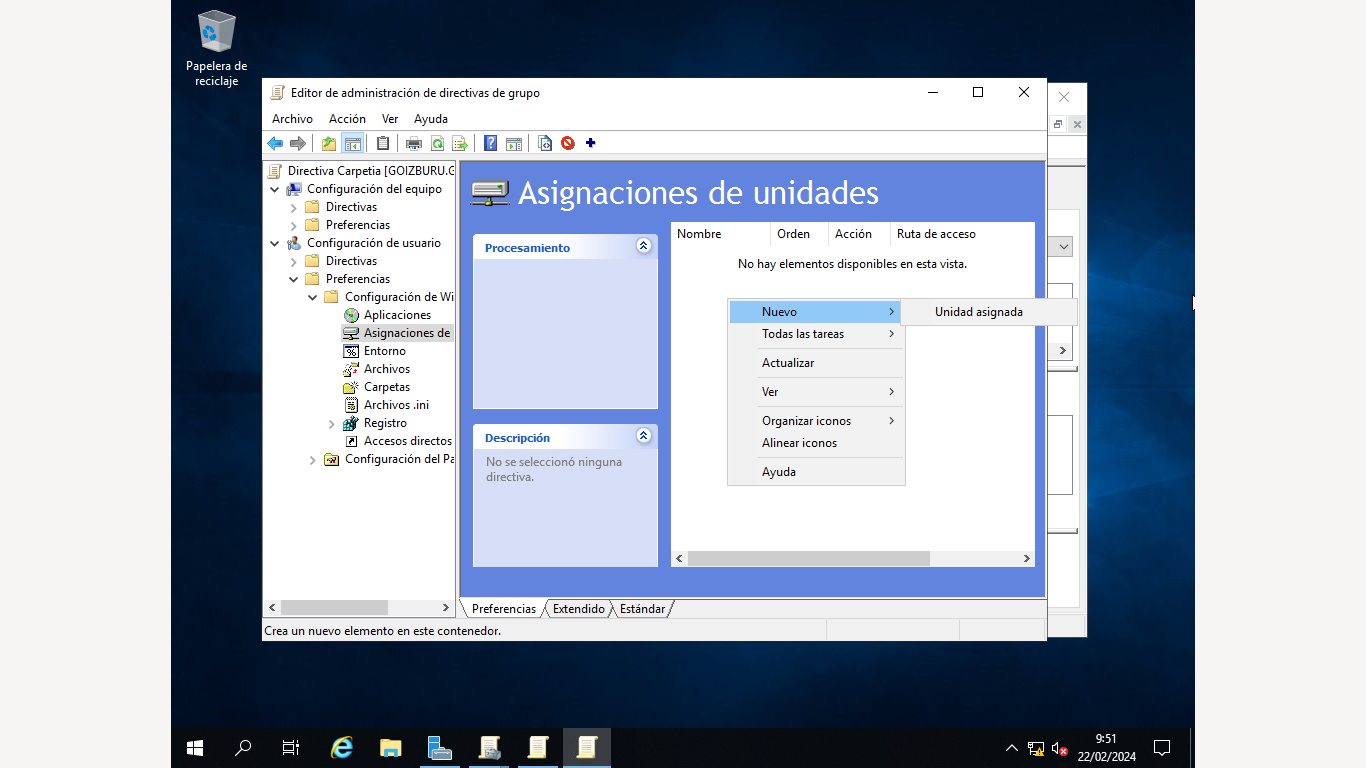 Papelera de
reciclaje
Editor de administración de directivas de grupo
Archivo Acción Ver Ayuda
Directiva Carpetia [GOIZBURU.G
Configuración del equipo
Directivas
Preferencias
Configuración de usuario
Directivas
Preferencias
Configuración de Wi
Aplicaciones
Asignaciones de
Entorno
Archivos
Carpetas
Archivos .ini
Registro
Accesos directos
Configuración del Pa
Asignaciones de unidades
Procesamiento
Descripción
No se seleccionó ninguna
directiva.
Nombre Orden Acción Ruta de acceso
No hay elementos disponibles en esta vista.
Nuevo
Unidad asignada
Todas las tareas
Actualizar
Ver
Organizar iconos
Alinear iconos
Ayuda
Preferencias Extendido Estándar
Crea un nuevo elemento en este contenedor.
9:51
22/02/2024